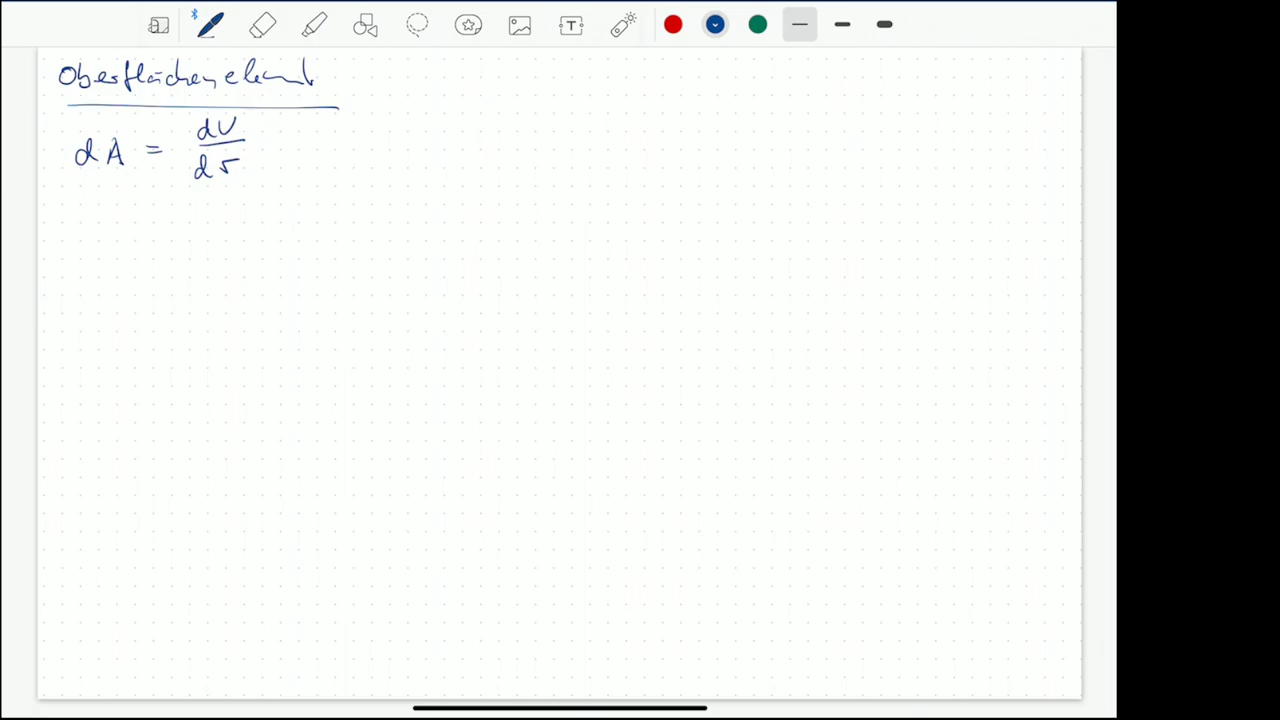 Oberflächenelement
dA = dV/dr